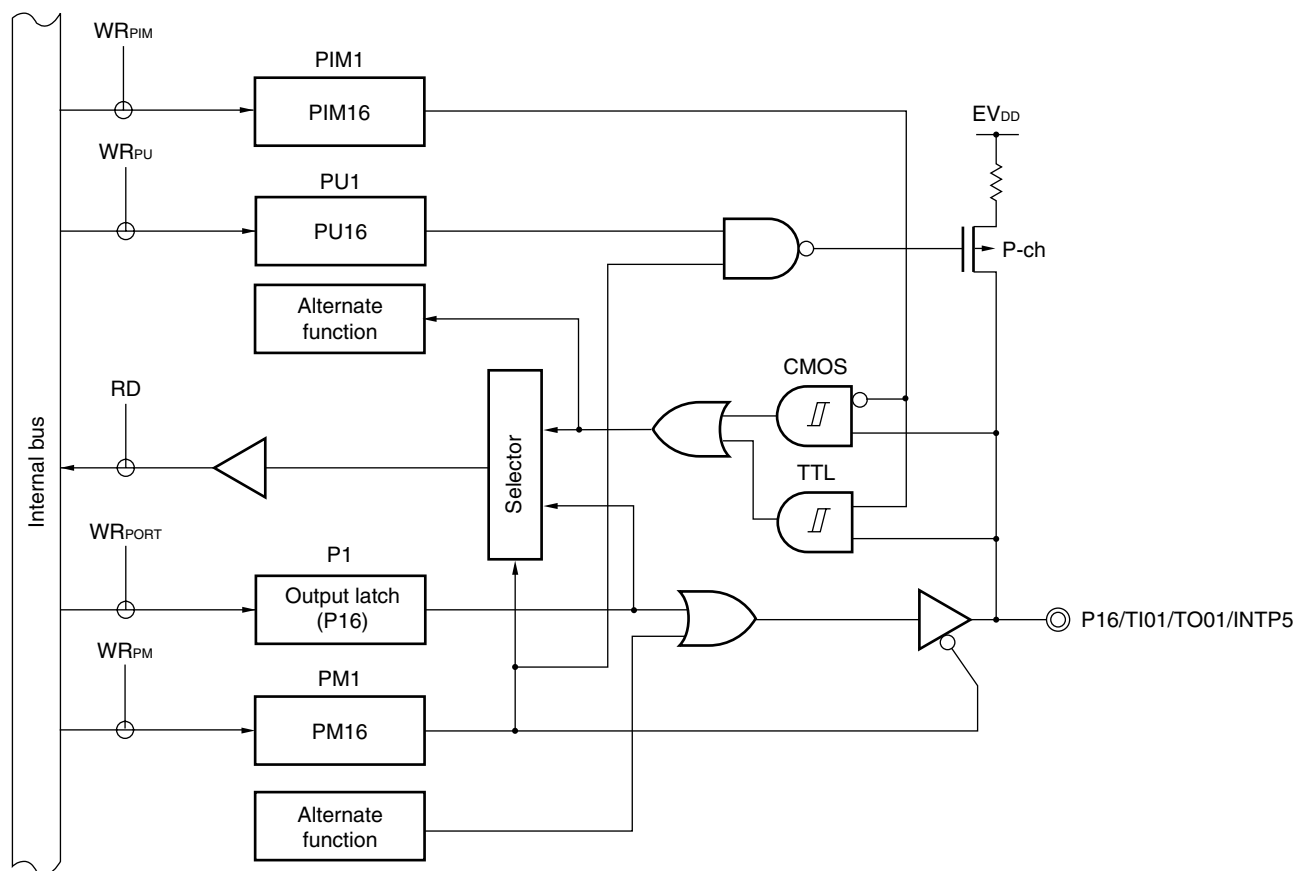 WRPIM
PIM1
PIM16
EVDD
WRPU
PU1
PU16
P-ch
Alternate
function
CMOS
RD
Selector
TTL
Internal bus
WRPORT
P1
Output latch
(P16)
P16/TI01/TO01/INTP5
WRPM
PM1
PM16
Alternate
function